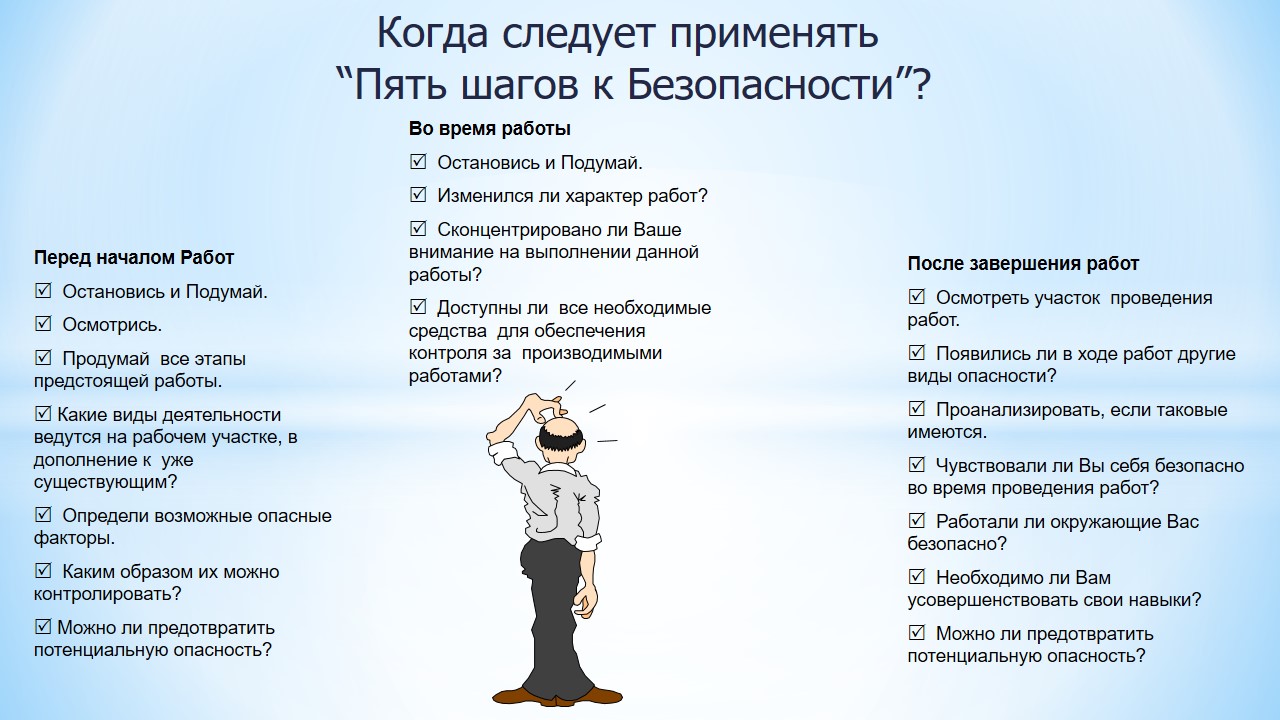 Когда следует применять
“Пять шагов к Безопасности”?
Во время работы
☑ Остановись и Подумай.
☑ Изменился ли характер работ?
☑ Сконцентрировано ли Ваше
внимание на выполнении данной
работы?
☑ Доступны ли все необходимые
средства для обеспечения
контроля за производимыми
работами?
Перед началом Работ
☑ Остановись и Подумай.
☑ Осмотрись.
☑ Продумай все этапы
предстоящей работы.
☑ Какие виды деятельности
ведутся на рабочем участке, в
дополнение к уже
существующим?
☑ Определи возможные опасные
факторы.
☑ Каким образом их можно
контролировать?
☑ Можно ли предотвратить
потенциальную опасность?
После завершения работ
☑ Осмотреть участок проведения
работ.
☑ Появились ли в ходе работ другие
виды опасности?
☑ Проанализировать, если таковые
имеются.
☑ Чувствовали ли Вы себя безопасно
во время проведения работ?
☑ Работали ли окружающие Вас
безопасно?
☑ Необходимо ли Вам
усовершенствовать свои навыки?
☑ Можно ли предотвратить
потенциальную опасность?